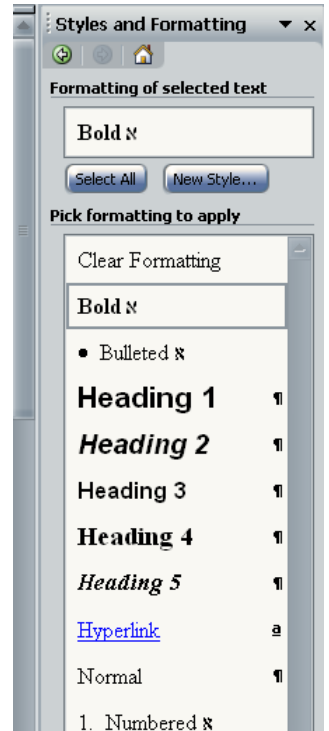 Styles and Formatting
Formatting of selected text
Bold א
Select All New Style...
Pick formatting to apply
Clear Formatting
Bold א
• Bulleted א
Heading 1 ¶
Heading 2 ¶
Heading 3 ¶
Heading 4 ¶
Heading 5 ¶
Hyperlink a
Normal ¶
1. Numbered א